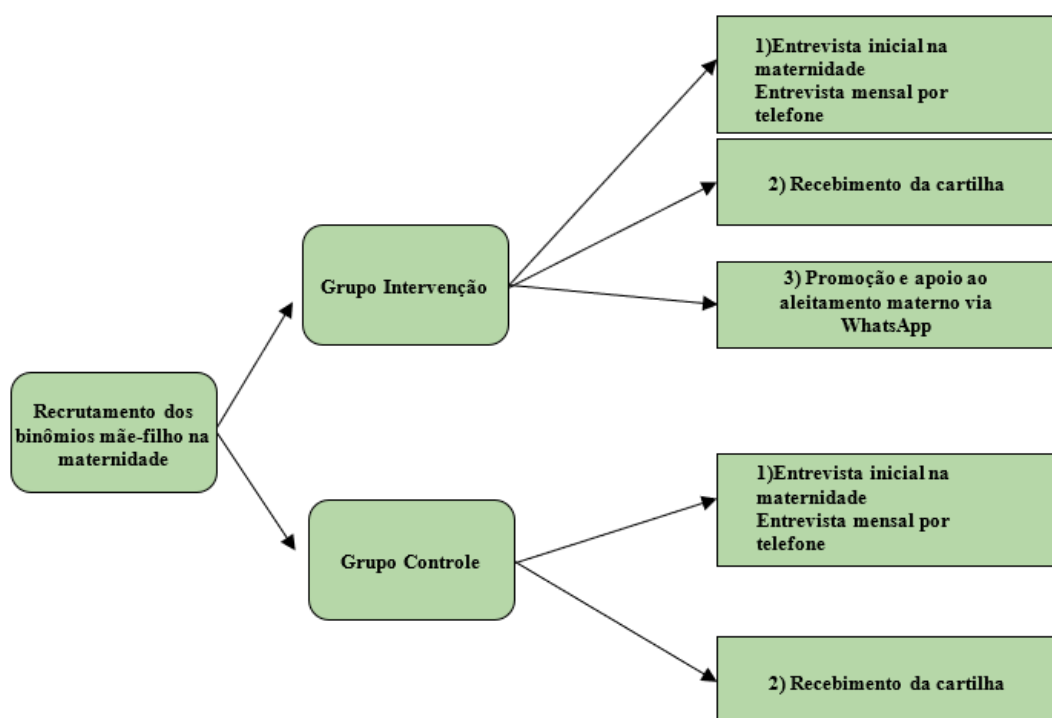 Recrutamento dos
binômios mãe-filho na
maternidade
Grupo Intervenção
1)Entrevista inicial na
maternidade
Entrevista mensal por
telefone
2) Recebimento da cartilha
3) Promoção e apoio ao
aleitamento materno via
WhatsApp
Grupo Controle
1)Entrevista inicial na
maternidade
Entrevista mensal por
telefone
2) Recebimento da cartilha